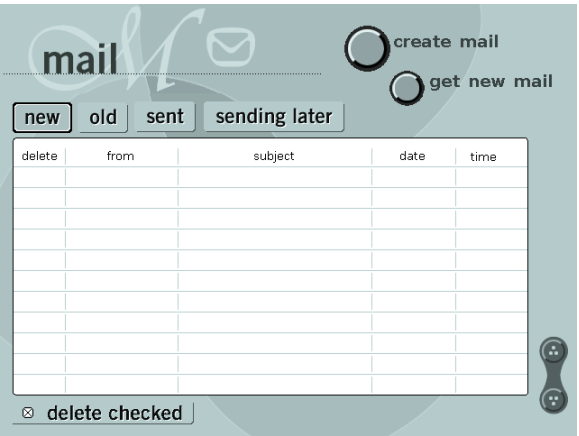 M
mail
create mail
get new mail
new old sent sending later
delete from subject date time
delete checked